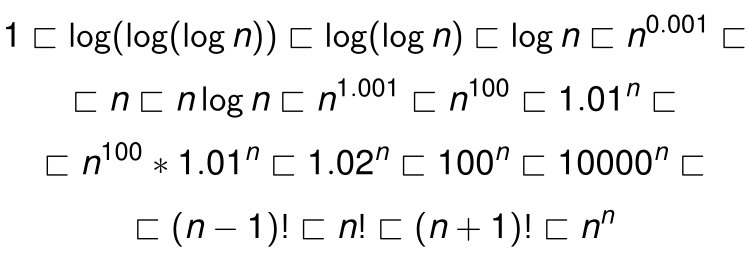 1 ⊏ log(log(log n)) ⊏ log(log n) ⊏ log n ⊏ n^0.001 ⊏
⊏ n ⊏ n log n ⊏ n^1.001 ⊏ n^100 ⊏ 1.01^n ⊏
⊏ n^100 * 1.01^n ⊏ 1.02^n ⊏ 100^n ⊏ 10000^n ⊏
⊏ (n − 1)! ⊏ n! ⊏ (n + 1)! ⊏ n^n